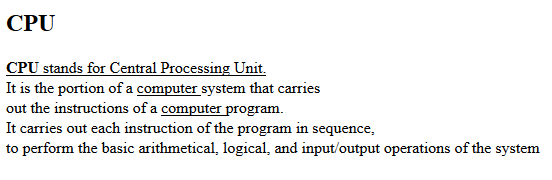 CPU
CPU stands for Central Processing Unit.
It is the portion of a computer system that carries
out the instructions of a computer program.
It carries out each instruction of the program in sequence,
to perform the basic arithmetical, logical, and input/output operations of the system